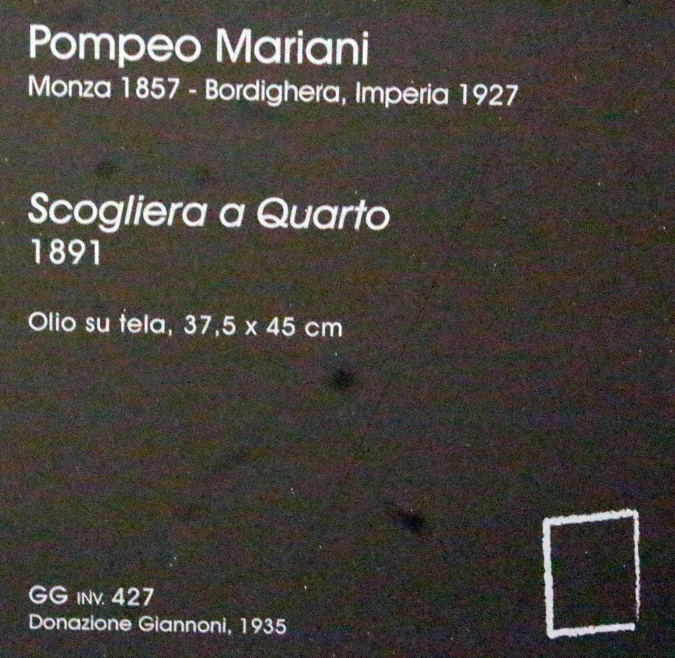 Pompeo Mariani
Monza 1857 - Bordighera, Imperia 1927
Scogliera a Quarto
1891
Olio su tela, 37,5 x 45 cm
GG INV. 427
Donazione Giannoni, 1935